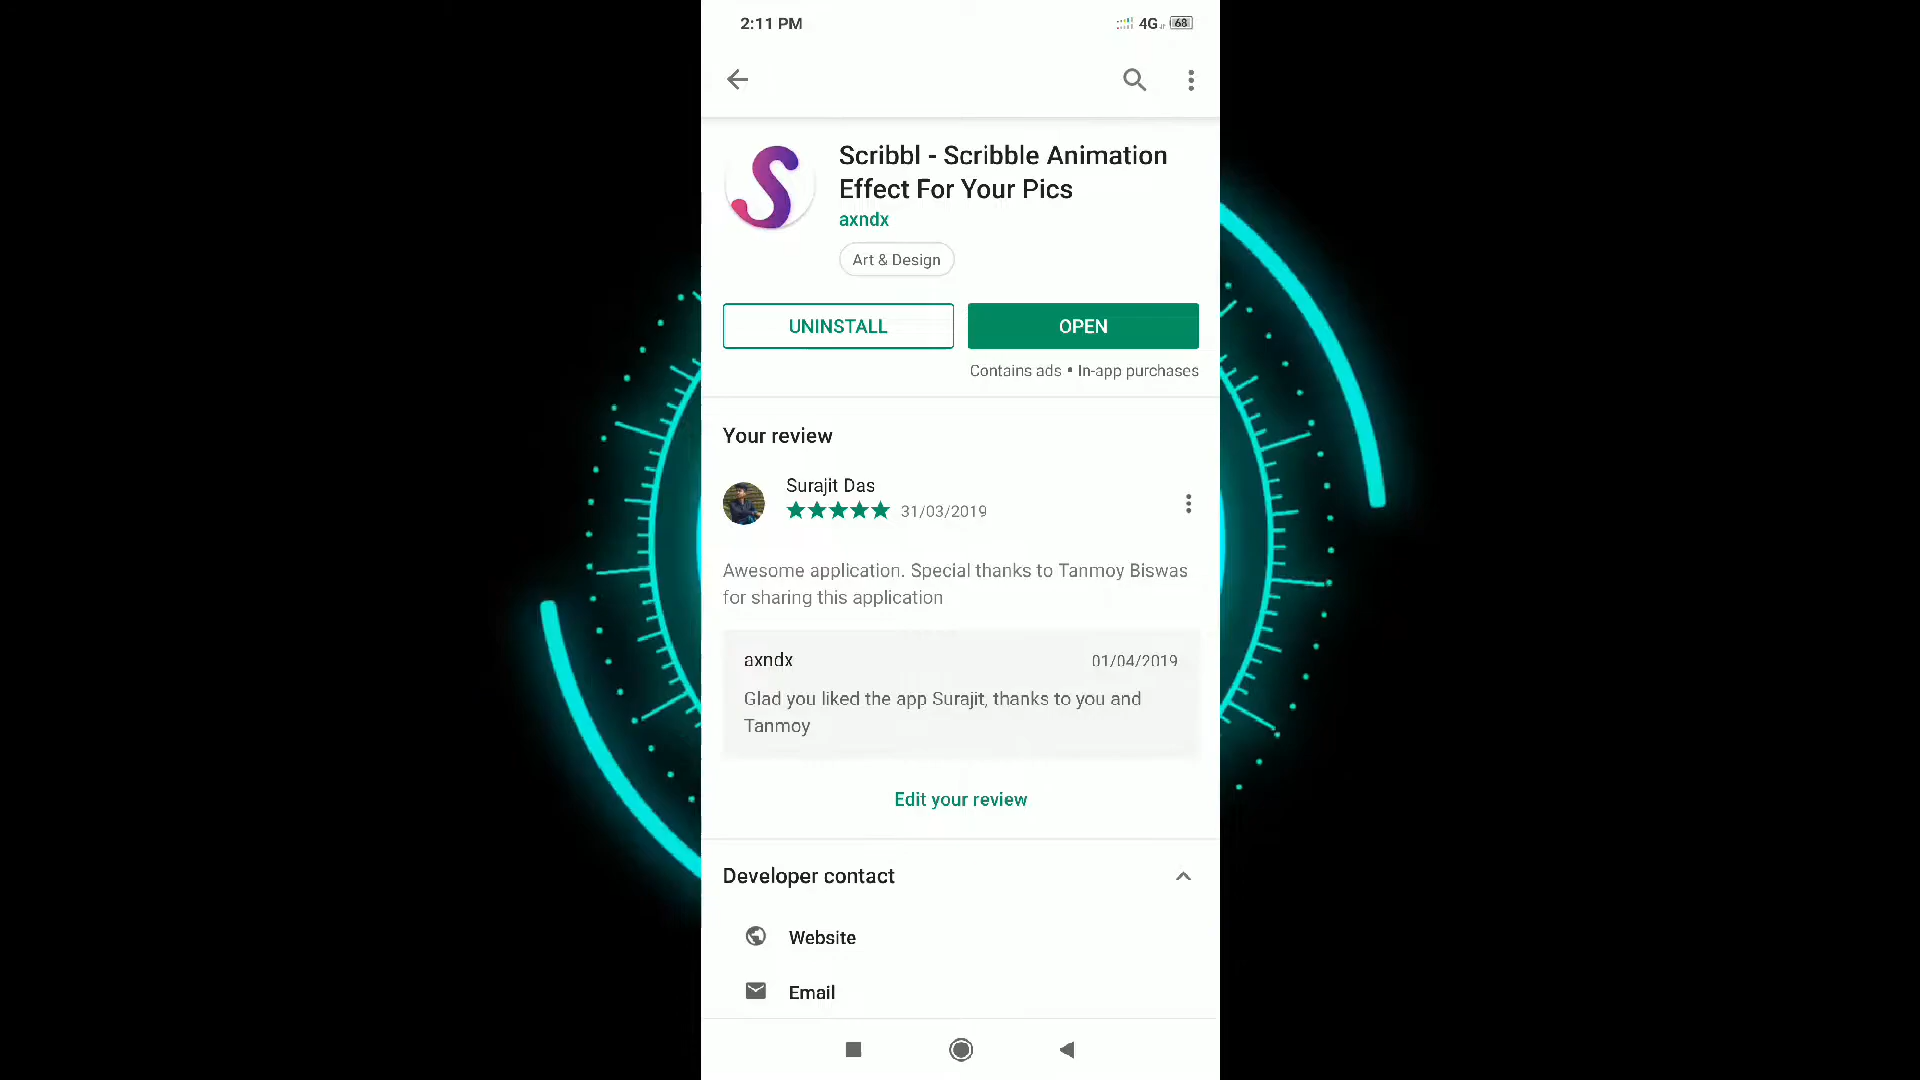 2:11 PM 4G 68
Scribbl - Scribble Animation
Effect For Your Pics
axndx
Art & Design
UNINSTALL OPEN
Contains ads • In-app purchases
Your review
Surajit Das
31/03/2019
Awesome application. Special thanks to Tanmoy Biswas
for sharing this application
axndx 01/04/2019
Glad you liked the app Surajit, thanks to you and
Tanmoy
Edit your review
Developer contact
Website
Email